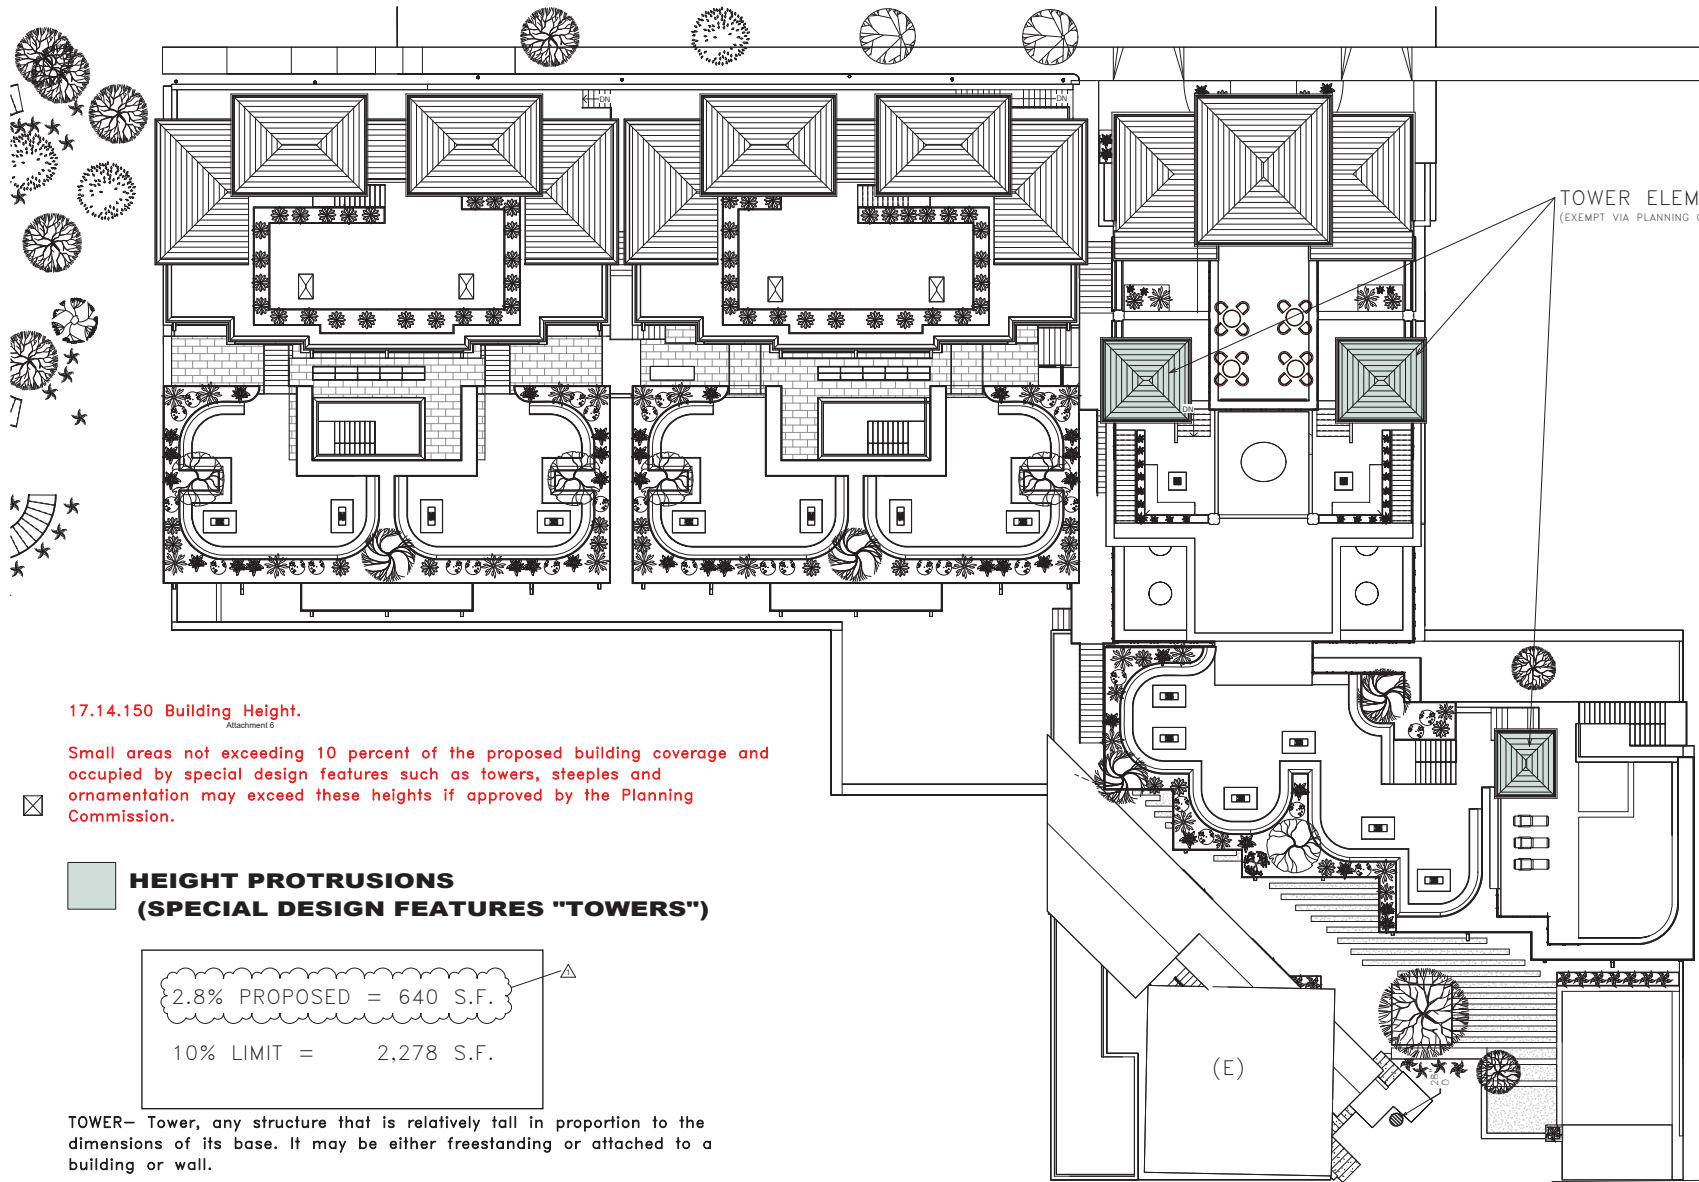 DN
DN
TOWER ELEM
(EXEMPT VIA PLANNING
DN
17.14.150 Building Height.
Attachment 6
Small areas not exceeding 10 percent of the proposed building coverage and
occupied by special design features such as towers, steeples and
ornamentation may exceed these heights if approved by the Planning
Commission.
HEIGHT PROTRUSIONS
(SPECIAL DESIGN FEATURES "TOWERS")
2.8% PROPOSED = 640 S.F.
10% LIMIT = 2,278 S.F.
(E)
28"
TOWER– Tower, any structure that is relatively tall in proportion to the
dimensions of its base. It may be either freestanding or attached to a
building or wall.